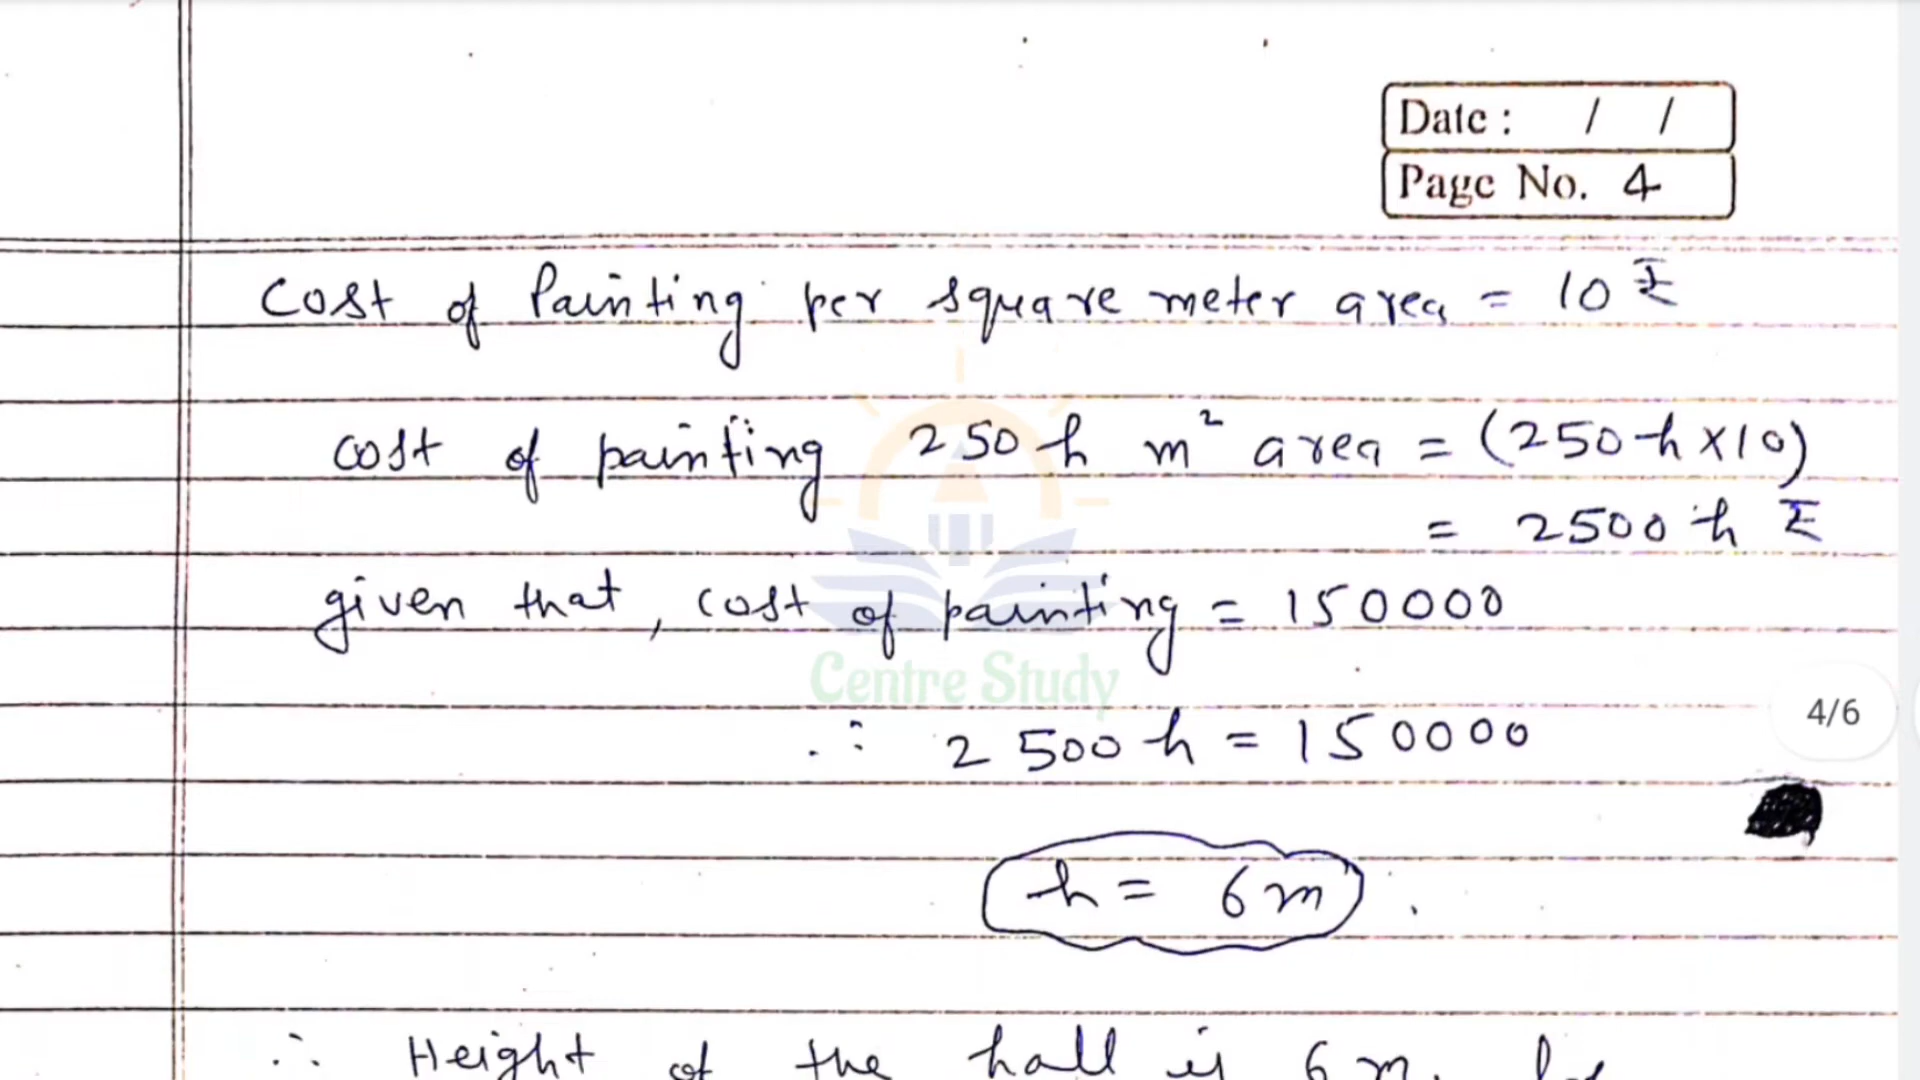 Date : / /
Page No. 4
Cost of Painting per square meter area = 10 ₹
cost of painting 250 h m² area = (250 h x 10)
= 2500 h ₹
given that, cost of painting = 150000
Centre Study
∴ 2500 h = 150000
4/6
h = 6 m
∴ Height of the hall is 6 m.